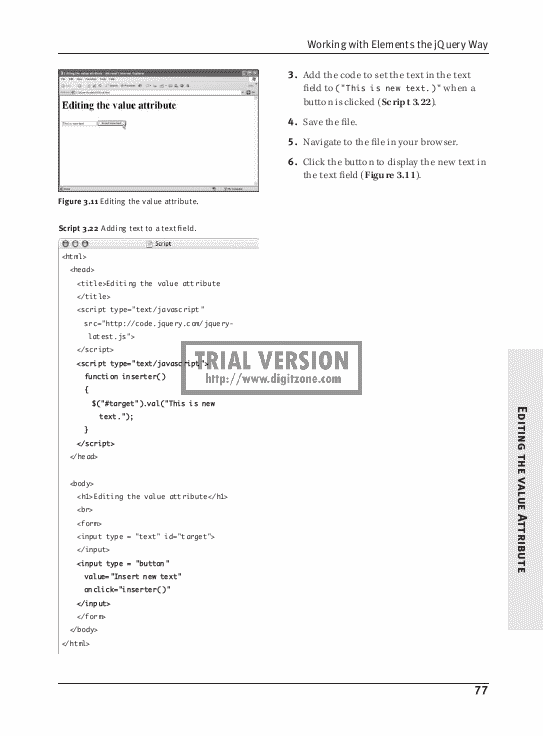 Working with Elements the jQuery Way
Editing the value attribute
Figure 3.11 Editing the value attribute.
Script 3.22 Adding text to a text field.
Script
<html>
<head>
<title>Editing the value attribute
</title>
<script type="text/javascript"
src="http://code.jquery.com/jquery-
latest.js">
</script>
<script type="text/javascript">
function inserter()
{
$("#target").val("This is new
text.");
}
</script>
</head>
<body>
<h1>Editing the value attribute</h1>
<br>
<form>
<input type = "text" id="target">
</input>
<input type = "button"
value="Insert new text"
onclick="inserter()"
</input>
</form>
</body>
</html>
3. Add the code to set the text in the text
field to ("This is new text.)" when a
button is clicked (Script 3.22).
4. Save the file.
5. Navigate to the file in your browser.
6. Click the button to display the new text in
the text field (Figure 3.11).
TRIAL VERSION
http://www.digitzone.com
Editing the value Attribute
77